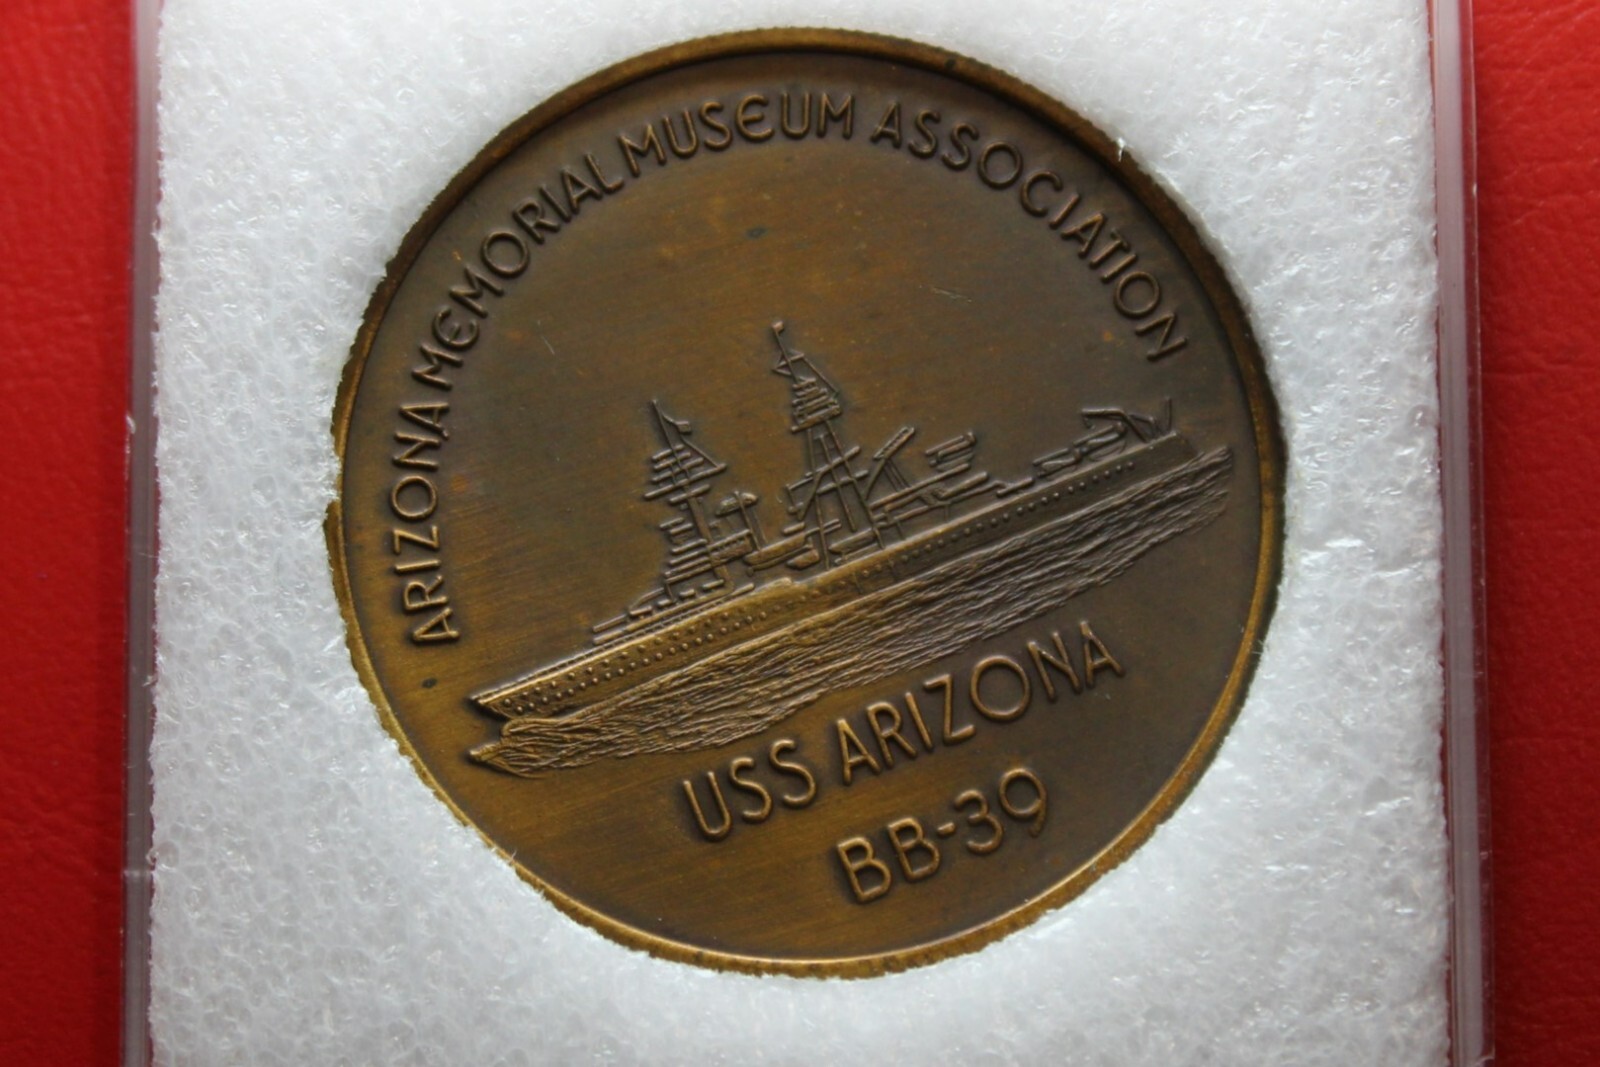 ARIZONA MEMORIAL MUSEUM ASSOCIATION
USS ARIZONA
BB-39